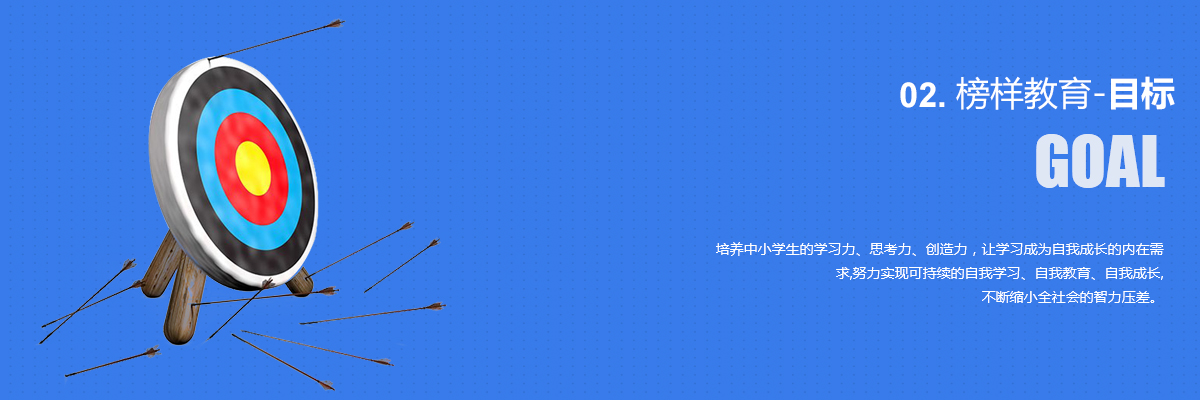 02. 榜样教育-目标
GOAL
培养中小学生的学习力、思考力、创造力，让学习成为自我成长的内在需
求,努力实现可持续的自我学习、自我教育、自我成长,
不断缩小全社会的智力压差。